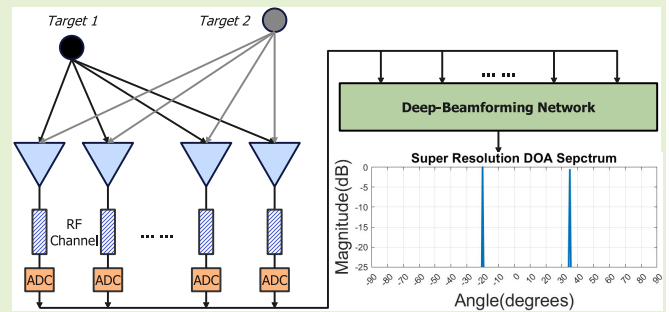 Target 1
Target 2
... ...
Deep-Beamforming Network
RF
Channel
... ...
ADC ADC ADC ADC
Super Resolution DOA Sepctrum
Magnitude(dB)
0
-5
-10
-15
-20
-25
-90 -80 -70 -60 -50 -40 -30 -20 -10 0 10 20 30 40 50 60 70 80 90
Angle(degrees)